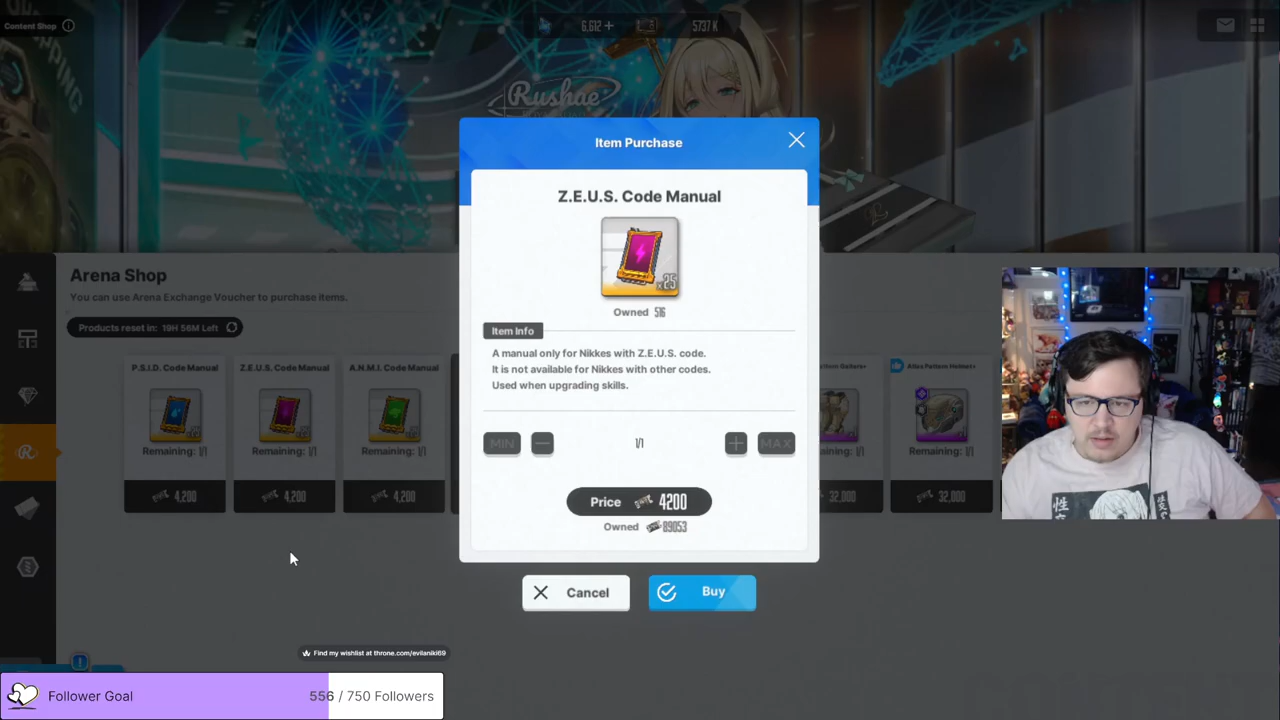 Content Shop
6,612 +
5737 K
Rushae
Item Purchase
Z.E.U.S. Code Manual
x25
Owned 516
Item Info
A manual only for Nikkes with Z.E.U.S. code.
It is not available for Nikkes with other codes.
Used when upgrading skills.
MIN
1/1
MAX
Price 4200
Owned 89053
Cancel
Buy
Arena Shop
You can use Arena Exchange Voucher to purchase items.
Products reset in: 19H 56M Left
P.S.I.D. Code Manual
Remaining: 1/1
4,200
Z.E.U.S. Code Manual
Remaining: 1/1
4,200
A.N.M.I. Code Manual
Remaining: 1/1
4,200
Remaining: 1/1
32,000
Remaining: 1/1
32,000
Find my wishlist at throne.com/evilaniki69
Follower Goal
556 / 750 Followers